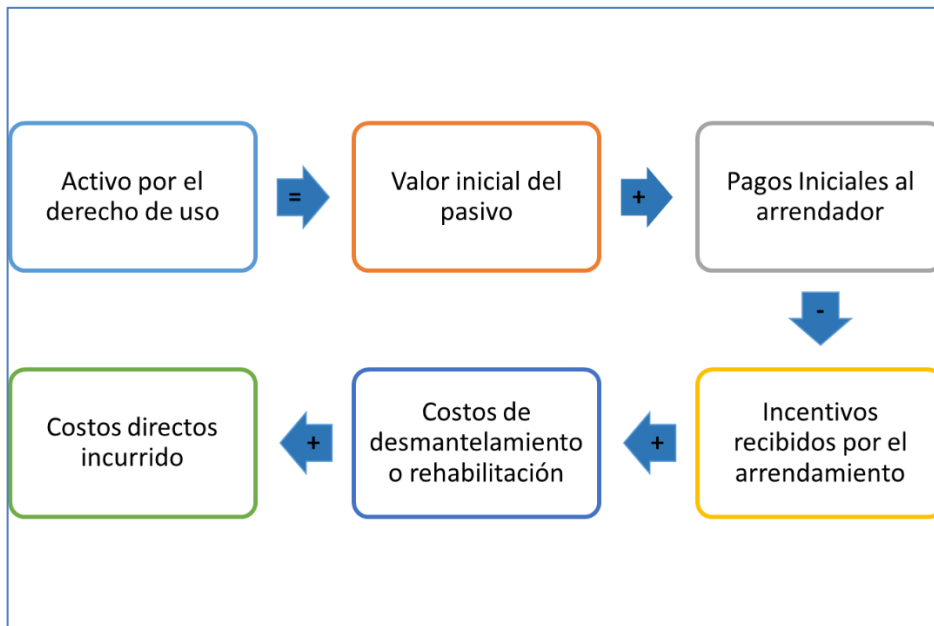 Activo por el
derecho de uso
=
Valor inicial del
pasivo
+
Pagos Iniciales al
arrendador
-
Incentivos
recibidos por el
arrendamiento
+
Costos de
desmantelamiento
o rehabilitación
+
Costos directos
incurrido